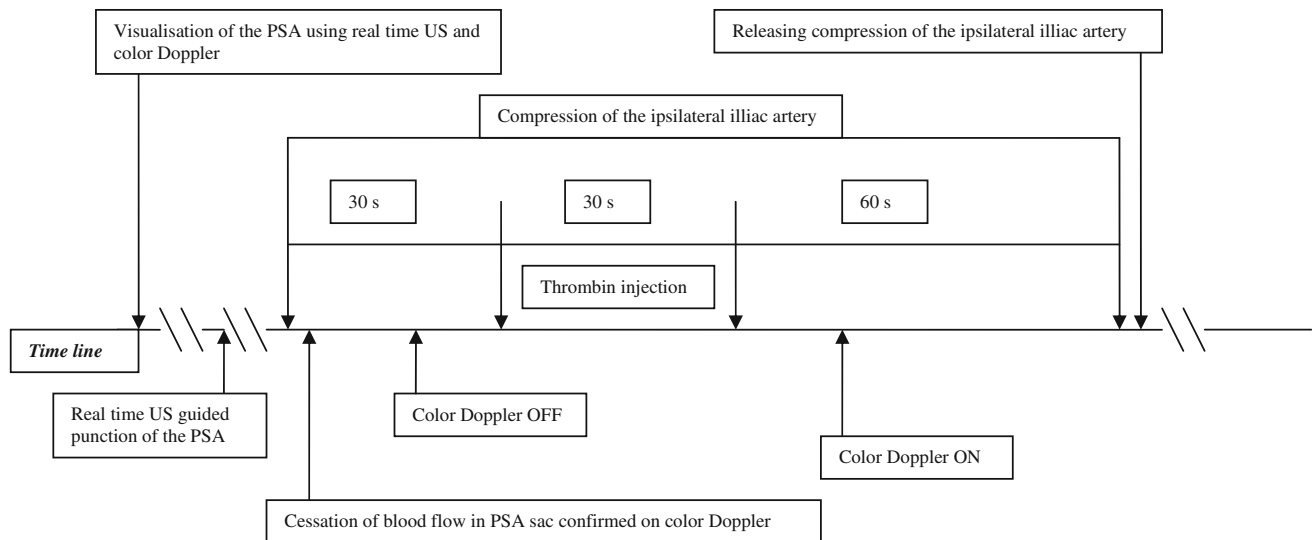 Visualisation of the PSA using real time US and
color Doppler
Releasing compression of the ipsilateral illiac artery
Compression of the ipsilateral illiac artery
30 s
30 s
60 s
Thrombin injection
Time line
Real time US guided
punction of the PSA
Color Doppler OFF
Color Doppler ON
Cessation of blood flow in PSA sac confirmed on color Doppler